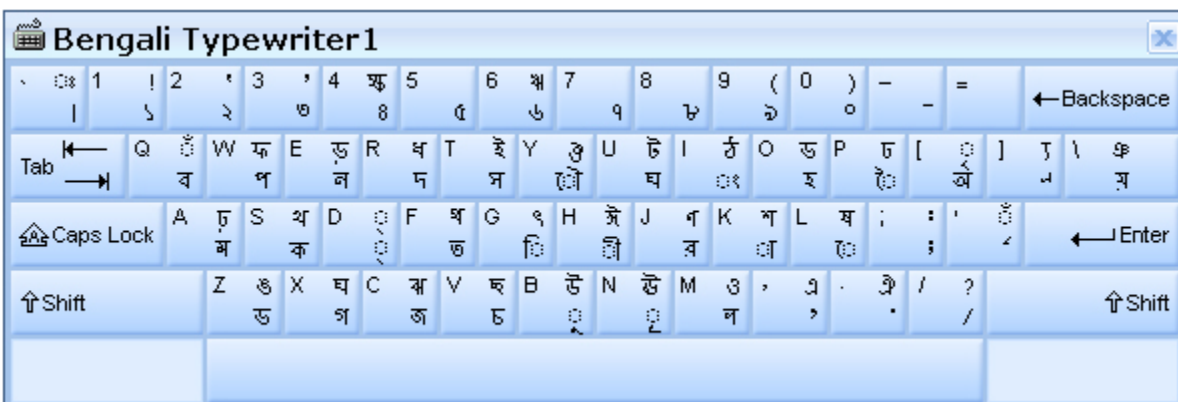 Bengali Typewriter1
` ঃ । 1 ! ১ 2 ‘ ২ 3 ’ ৩ 4 ৪ 5 ৫ 6 ৬ 7 ৭ 8 ৮ 9 ( ৯ 0 ) ০ – - = ←Backspace
Tab Q ঁ ব W ফ প E ড় ন R ধ দ T ই স Y ৌ U ট ঘ I ঠ ং O ড হ P ঢ ৈ [ ] \ য়
Caps Lock A ঢ় ম S থ ক D ্ F খ ত G ৎ ি H ঈ ী J ণ র K শ া L ষ ে ; : ; ' ঁ Enter
Shift Z ঙ X ঘ গ C ঝ জ V ছ চ B উ ু N ঊ ৃ M ও ল , এ , . ঐ . / ? / Shift